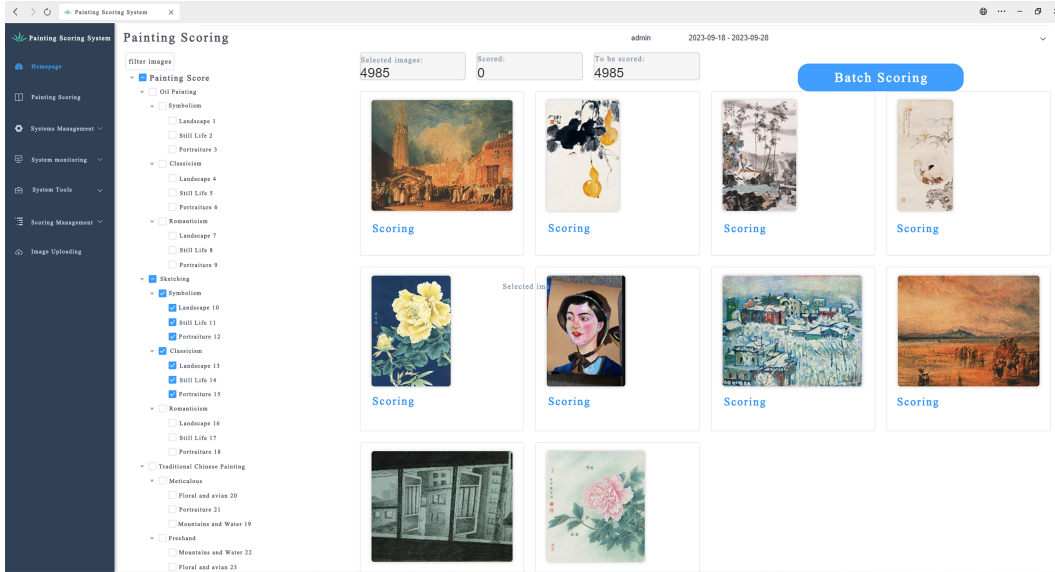 Painting Scoring System
Painting Scoring System
Painting Scoring
admin
2023-09-18 - 2023-09-28
Homepage
Painting Scoring
Systems Management
System monitoring
System Tools
Scoring Management
Image Uploading
filter images
Painting Score
Oil Painting
Symbolism
Landscape 1
Still Life 2
Portraiture 3
Classicism
Landscape 4
Still Life 5
Portraiture 6
Romanticism
Landscape 7
Still Life 8
Portraiture 9
Sketching
Symbolism
Landscape 10
Still Life 11
Portraiture 12
Classicism
Landscape 13
Still Life 14
Portraiture 15
Romanticism
Landscape 16
Still Life 17
Portraiture 18
Traditional Chinese Painting
Meticulous
Floral and avian 20
Portraiture 21
Mountains and Water 19
Freehand
Mountains and Water 22
Floral and avian 23
Selected images:
4985
Scored:
0
To be scored:
4985
Batch Scoring
Scoring
Scoring
Scoring
Scoring
Selected im
Scoring
Scoring
Scoring
Scoring